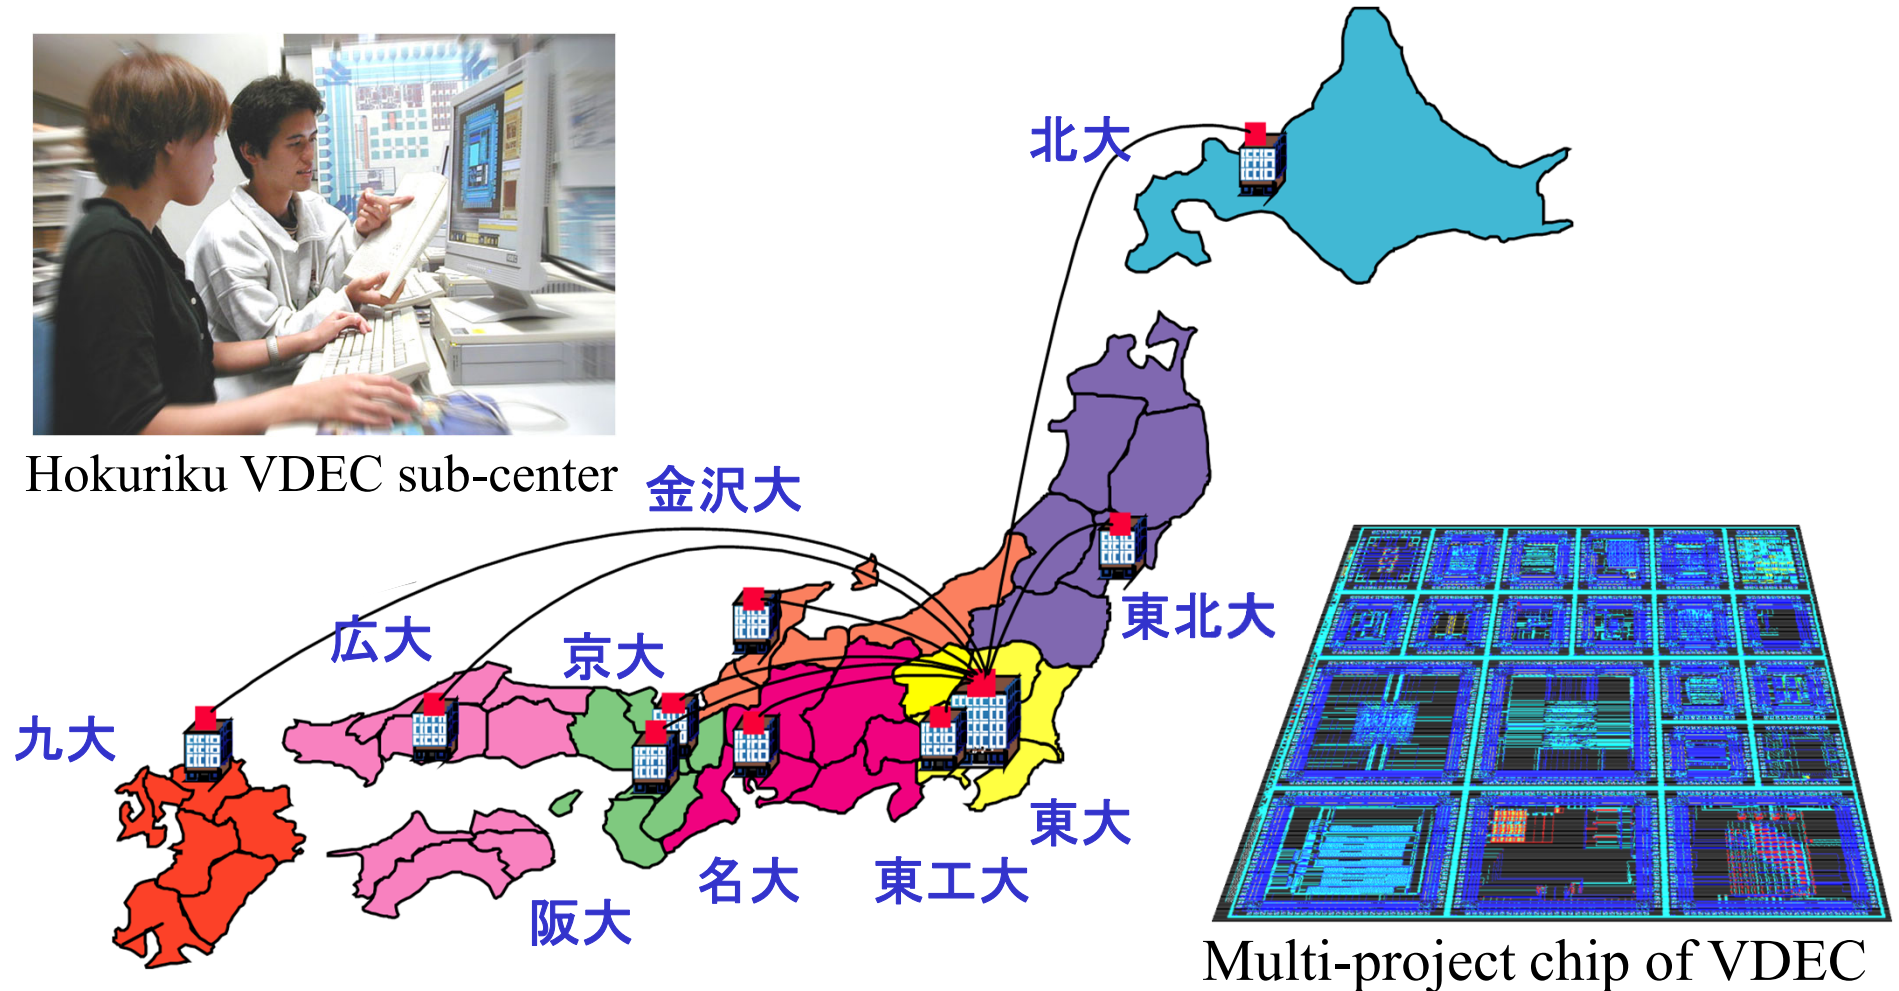 北大
Hokuriku VDEC sub-center
金沢大
東北大
広大
京大
九大
東大
名大
東工大
阪大
Multi-project chip of VDEC